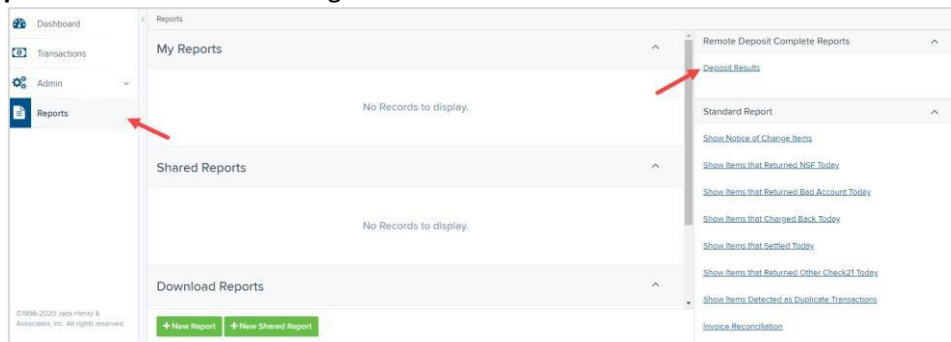 Dashboard
Transactions
Admin
Reports
©1998-2020 Jack Henry &
Associates, Inc. All rights reserved.
Reports
My Reports
No Records to display.
Shared Reports
No Records to display.
Download Reports
+ New Report
+ New Shared Report
Remote Deposit Complete Reports
Deposit Results
Standard Report
Show Notice of Change Items
Show Items that Returned NSF Today
Show Items that Returned Bad Account Today
Show Items that Charged Back Today
Show Items that Settled Today
Show Items that Returned Other Check21 Today
Show Items Detected as Duplicate Transactions
Invoice Reconciliation